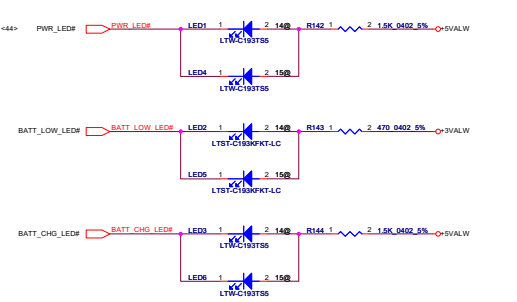 <44> PWR_LED# PWR_LED# LED1 1 2 14@ R142 1 2 1.5K_0402_5% +5VALW
LTW-C193TS5
LED4 1 2 15@
LTW-C193TS5
BATT_LOW_LED# BATT_LOW_LED# LED2 1 2 14@ R143 1 2 470_0402_5% +3VALW
LTST-C193KFKT-LC
LED5 1 2 15@
LTST-C193KFKT-LC
BATT_CHG_LED# BATT_CHG_LED# LED3 1 2 14@ R144 1 2 1.5K_0402_5% +5VALW
LTW-C193TS5
LED6 1 2 15@
LTW-C193TS5